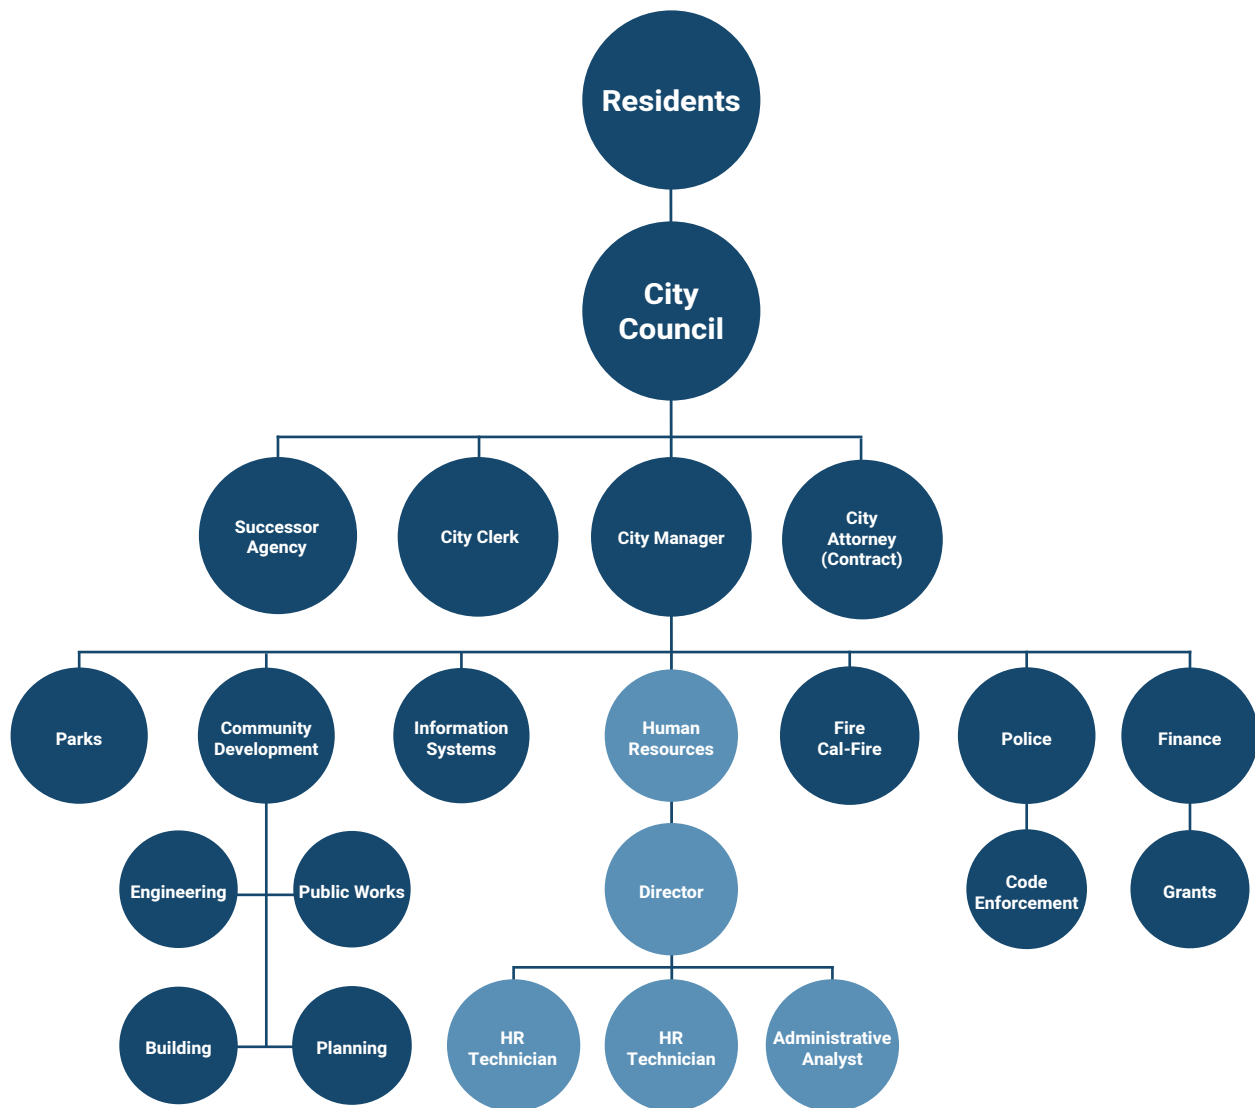 Residents
City
Council
Successor
Agency
City Clerk
City Manager
City
Attorney
(Contract)
Parks
Community
Development
Information
Systems
Human
Resources
Fire
Cal-Fire
Police
Finance
Engineering
Public Works
Director
Code
Enforcement
Grants
Building
Planning
HR
Technician
HR
Technician
Administrative
Analyst